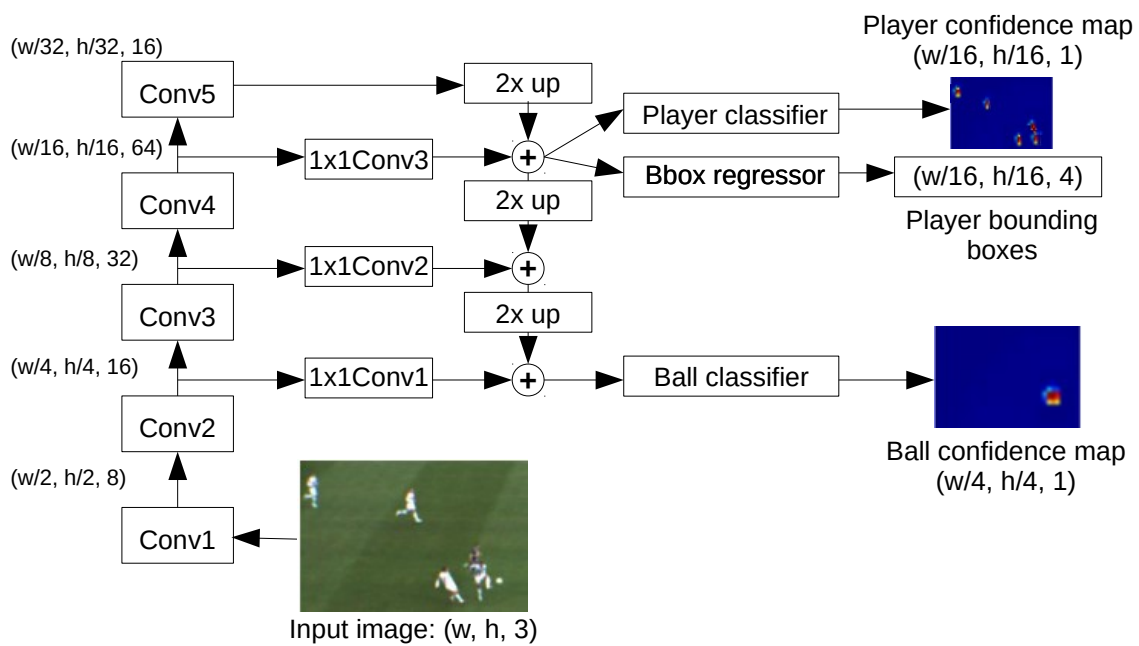 Player confidence map
(w/16, h/16, 1)
(w/32, h/32, 16)
Conv5
2x up
Player classifier
(w/16, h/16, 64)
1x1Conv3
+
Bbox regressor
(w/16, h/16, 4)
Conv4
2x up
Player bounding
boxes
(w/8, h/8, 32)
1x1Conv2
+
Conv3
2x up
(w/4, h/4, 16)
1x1Conv1
+
Ball classifier
Conv2
Ball confidence map
(w/4, h/4, 1)
(w/2, h/2, 8)
Conv1
Input image: (w, h, 3)